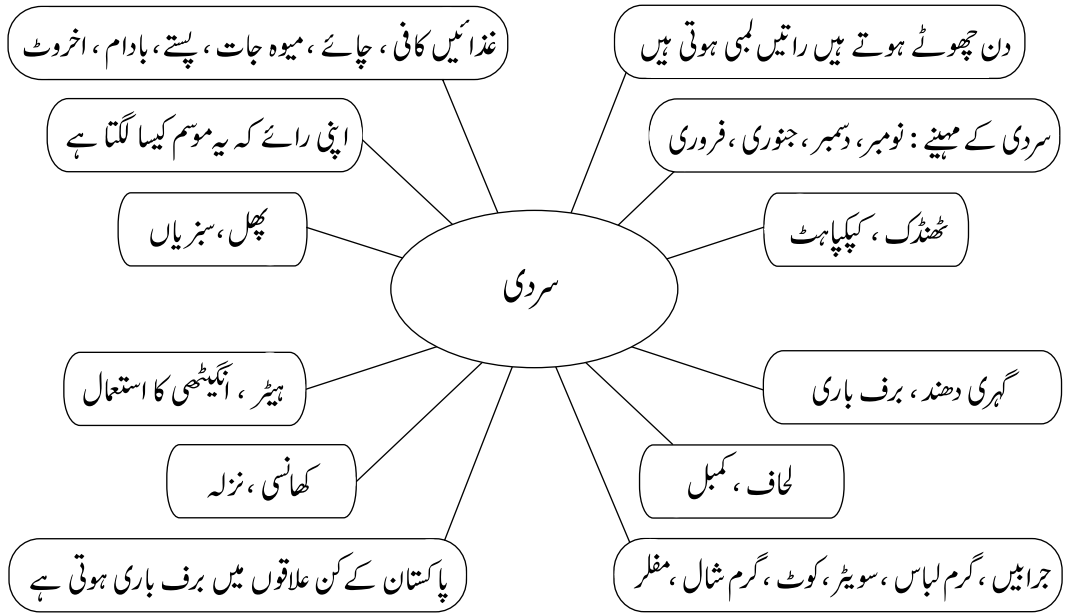 دن چھوٹے ہوتے ہیں راتیں لمبی ہوتی ہیں
غذائیں کافی ، چائے ، میوہ جات ، پستے ، بادام ، اخروٹ
سردی کے مہینے : نومبر، دسمبر ، جنوری ، فروری
اپنی رائے کہ یہ موسم کیسا لگتا ہے
ٹھنڈک ، کپکپاہٹ
پھل ،سبزیاں
سردی
گہری دھند ، برف باری
ہیٹر ، انگیٹھی کا استعمال
لحاف ، کمبل
کھانسی ، نزلہ
جرابیں ، گرم لباس ، سویٹر ، کوٹ ، گرم شال ، مفلر
پاکستان کے کن علاقوں میں برف باری ہوتی ہے